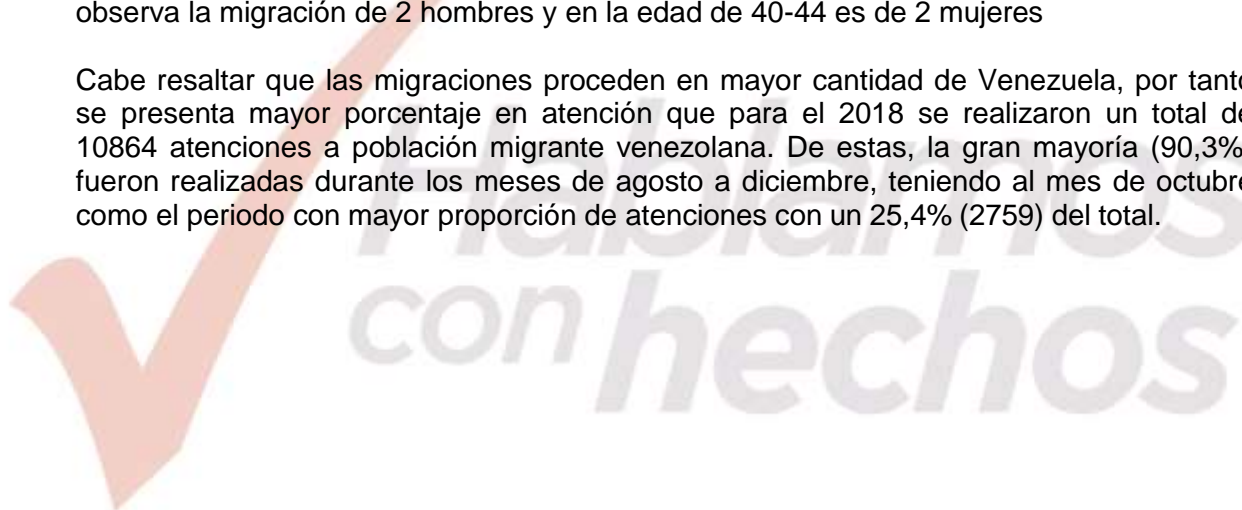 observa la migración de 2 hombres y en la edad de 40-44 es de 2 mujeres
Cabe resaltar que las migraciones proceden en mayor cantidad de Venezuela, por tanto
se presenta mayor porcentaje en atención que para el 2018 se realizaron un total de
10864 atenciones a población migrante venezolana. De estas, la gran mayoría (90,3%)
fueron realizadas durante los meses de agosto a diciembre, teniendo al mes de octubre
como el periodo con mayor proporción de atenciones con un 25,4% (2759) del total.
Hablamos
con hechos